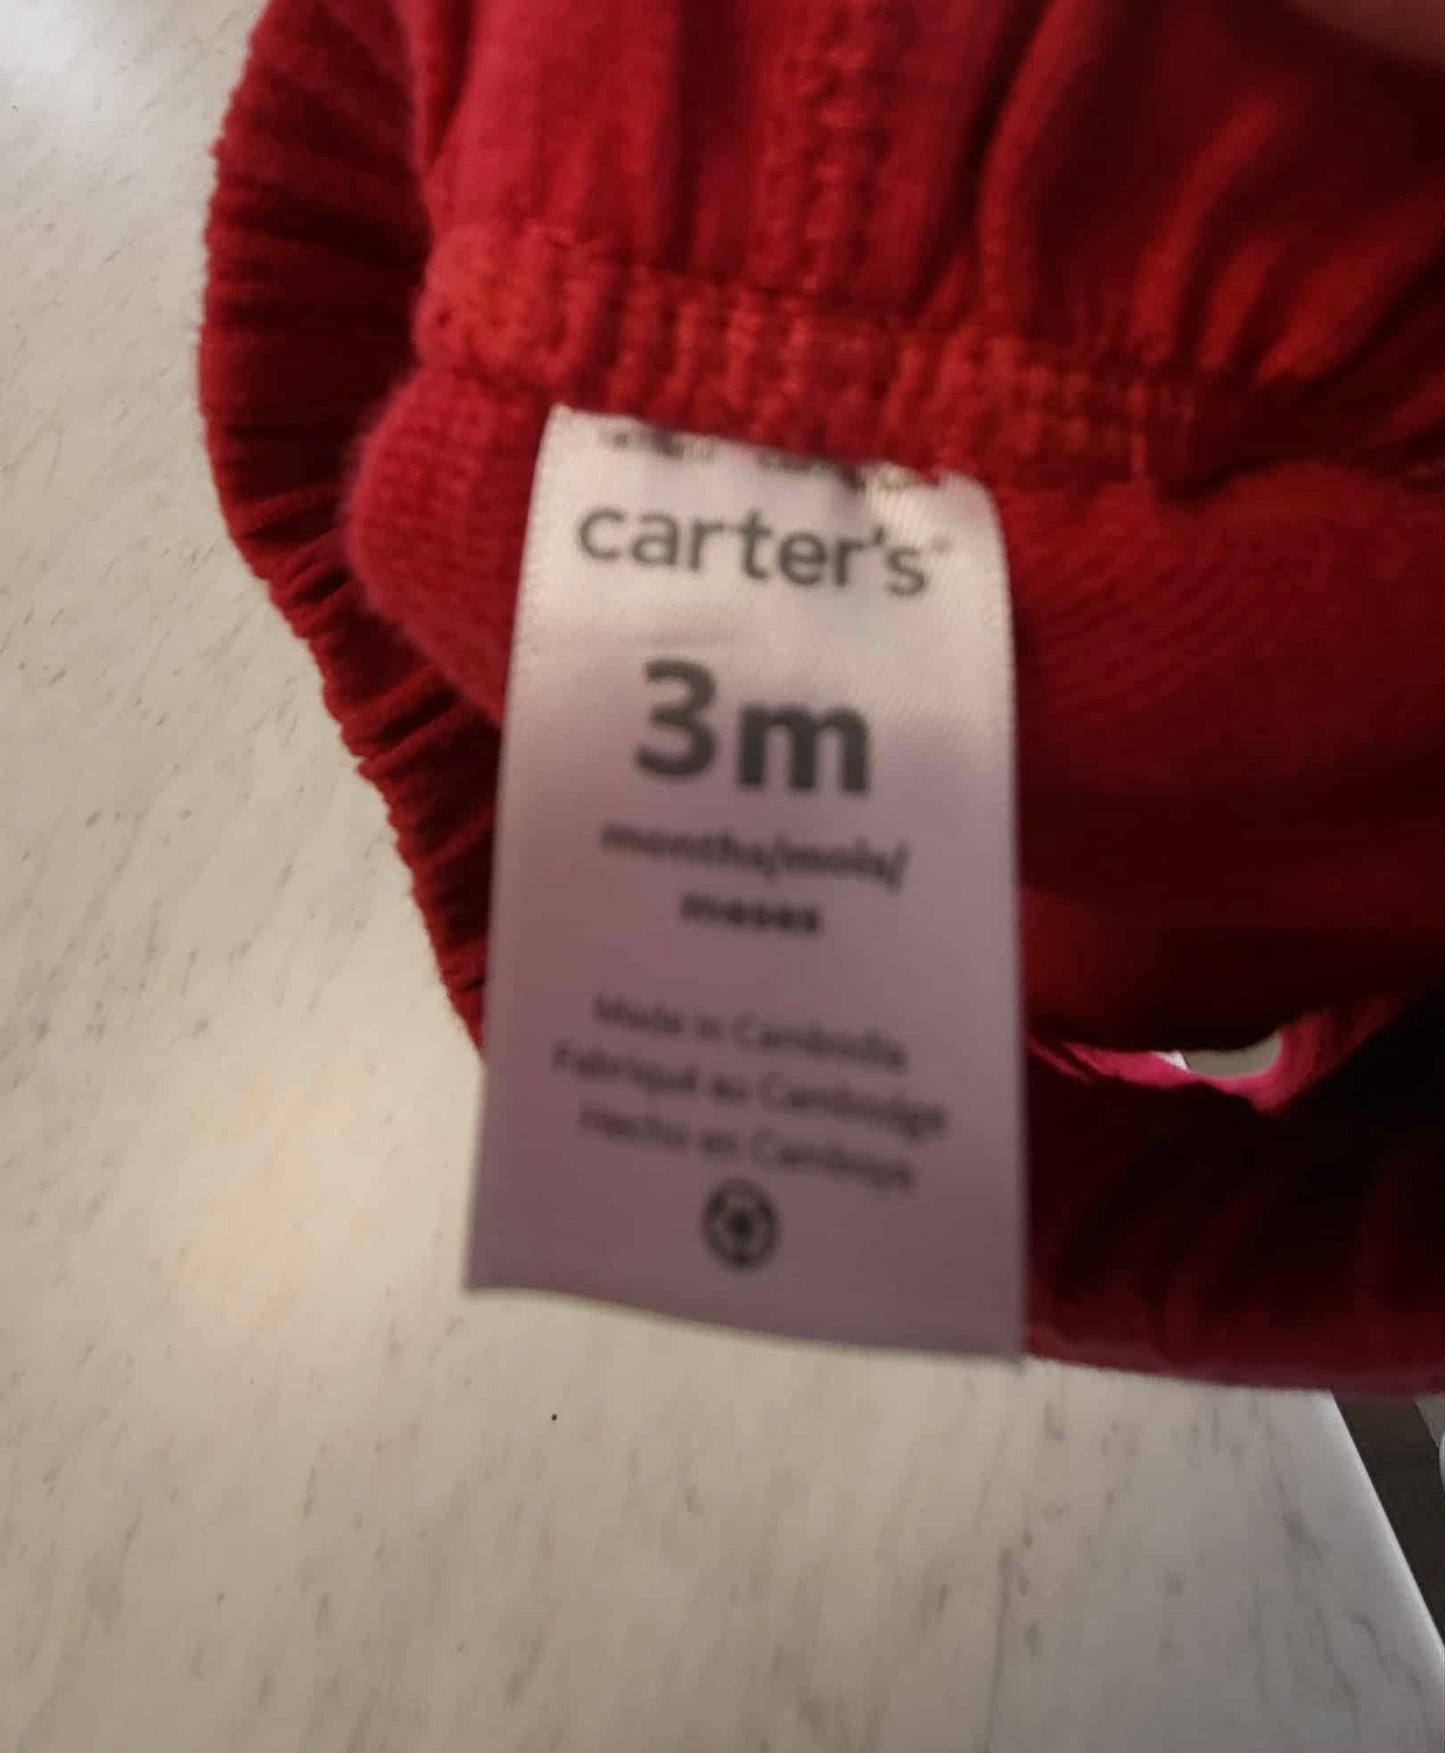 carter's
3m
months/mois/
meses
Made in Cambodia
Fabriqué au Cambodge
Hecho en Camboya